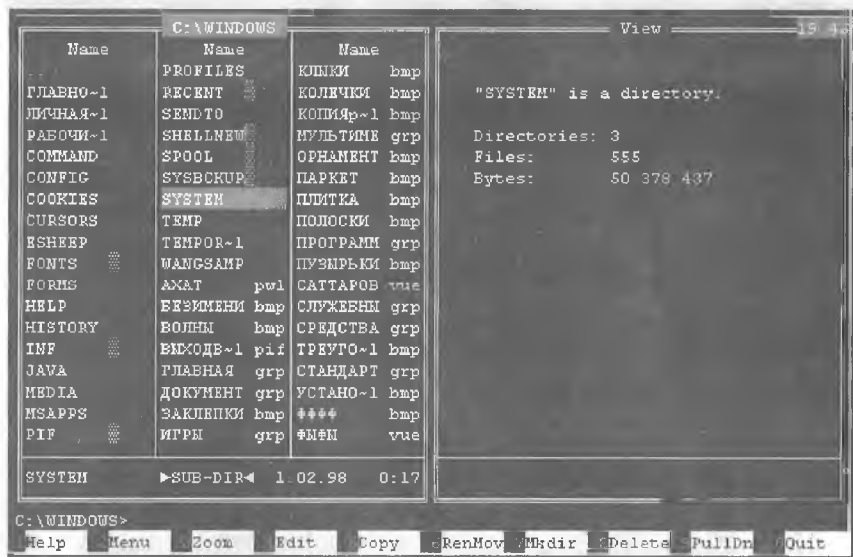 C:\WINDOWS
Name Name Name
..
ГЛАВНО~1
ЛИЧНАЯ~1
РАБОЧИ~1
COMMAND
CONFIG
COOKIES
CURSORS
ESHEEP
FONTS
FORMS
HELP
HISTORY
INF
JAVA
MEDIA
MSAPPS
PIF
PROFILES
RECENT
SENDTO
SHELLNEW
SPOOL
SYSBCKUP
SYSTEM
TEMP
TEMPOR~1
WANGSAMP
AXAT pwl
БЕЗИМЕНИ bmp
ВОЛНЫ bmp
ВЫХОДВ~1 pif
ГЛАВНАЯ grp
ДОКУМЕНТ grp
ЗАКЛЕПКИ bmp
ИГРЫ grp
КЛЫКИ bmp
КОЛЕЧКИ bmp
КОПИЯр~1 bmp
МУЛЬТИМЕ grp
ОРНАМЕНТ bmp
ПАРКЕТ bmp
ПЛИТКА bmp
ПОЛОСКИ bmp
ПРОГРАММ grp
ПУЗЫРЬКИ bmp
САТТАРОВ vue
СЛУЖЕБНЫ grp
СРЕДСТВА grp
ТРЕУГО~1 bmp
СТАНДАРТ grp
УСТАНО~1 bmp
ФФФФ bmp
ФЫФЫ vue
SYSTEM ►SUB-DIR◄ 1.02.98 0:17
View
"SYSTEM" is a directory.
Directories: 3
Files: 555
Bytes: 50 378 437
C:\WINDOWS>
Help Menu Zoom Edit Copy RenMov Mkdir Delete PullDn Quit